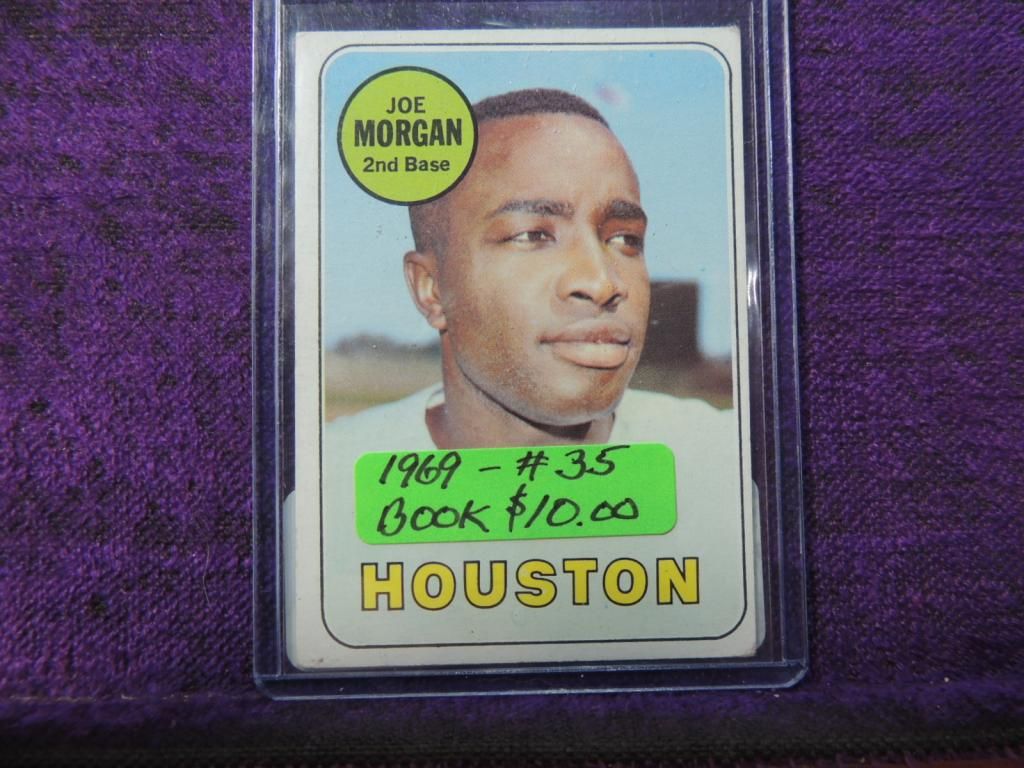 JOE
MORGAN
2nd Base
1969 - #35
BOOK $10.00
HOUSTON